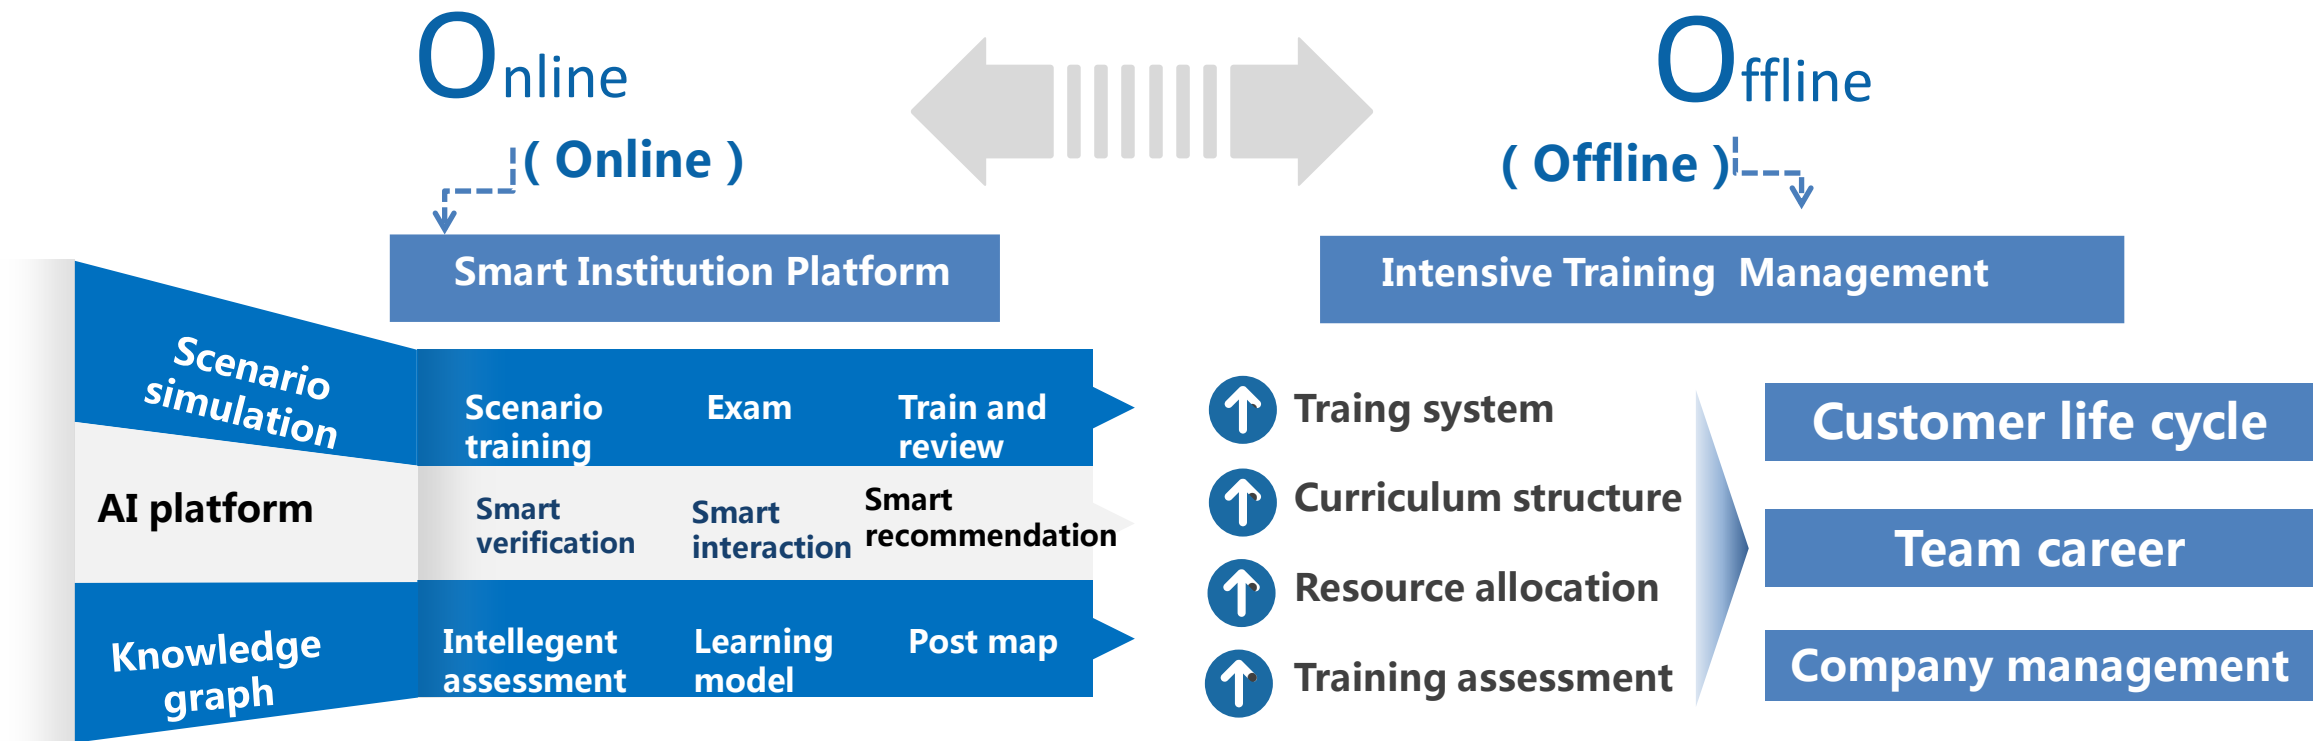 Online
( Online )
Offline
( Offline )
Smart Institution Platform
Intensive Training Management
Scenario
simulation
Scenario
training
Exam
Train and
review
AI platform
Smart
verification
Smart
interaction
Smart
recommendation
Knowledge
graph
Intellegent
assessment
Learning
model
Post map
Traing system
Curriculum structure
Resource allocation
Training assessment
Customer life cycle
Team career
Company management